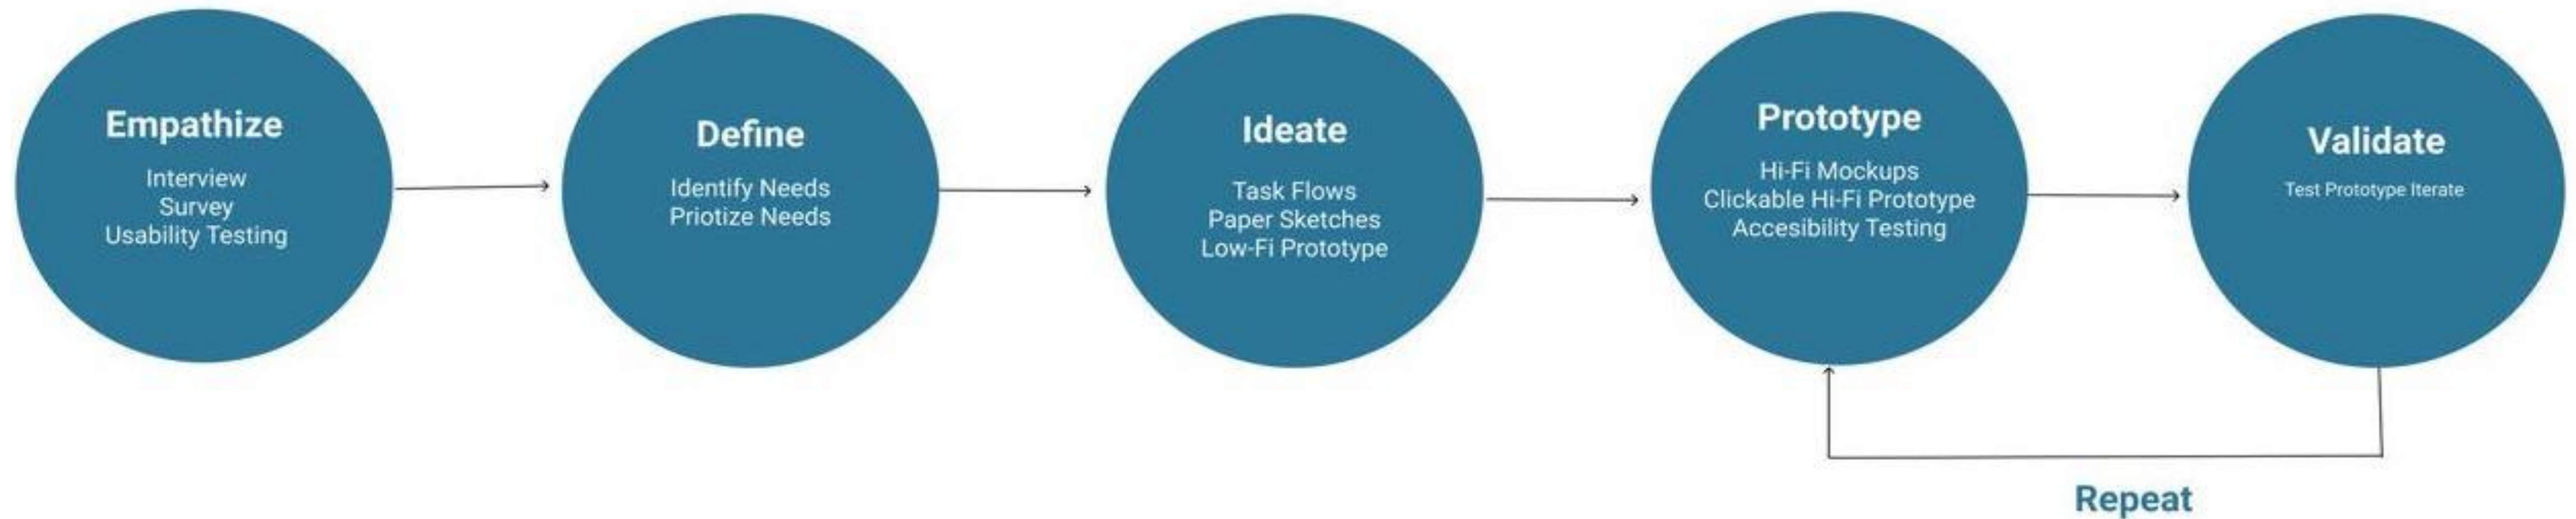 Empathize
Interview
Survey
Usability Testing
Define
Identify Needs
Priotize Needs
Ideate
Task Flows
Paper Sketches
Low-Fi Prototype
Prototype
Hi-Fi Mockups
Clickable Hi-Fi Prototype
Accesibility Testing
Validate
Test Prototype Iterate
Repeat